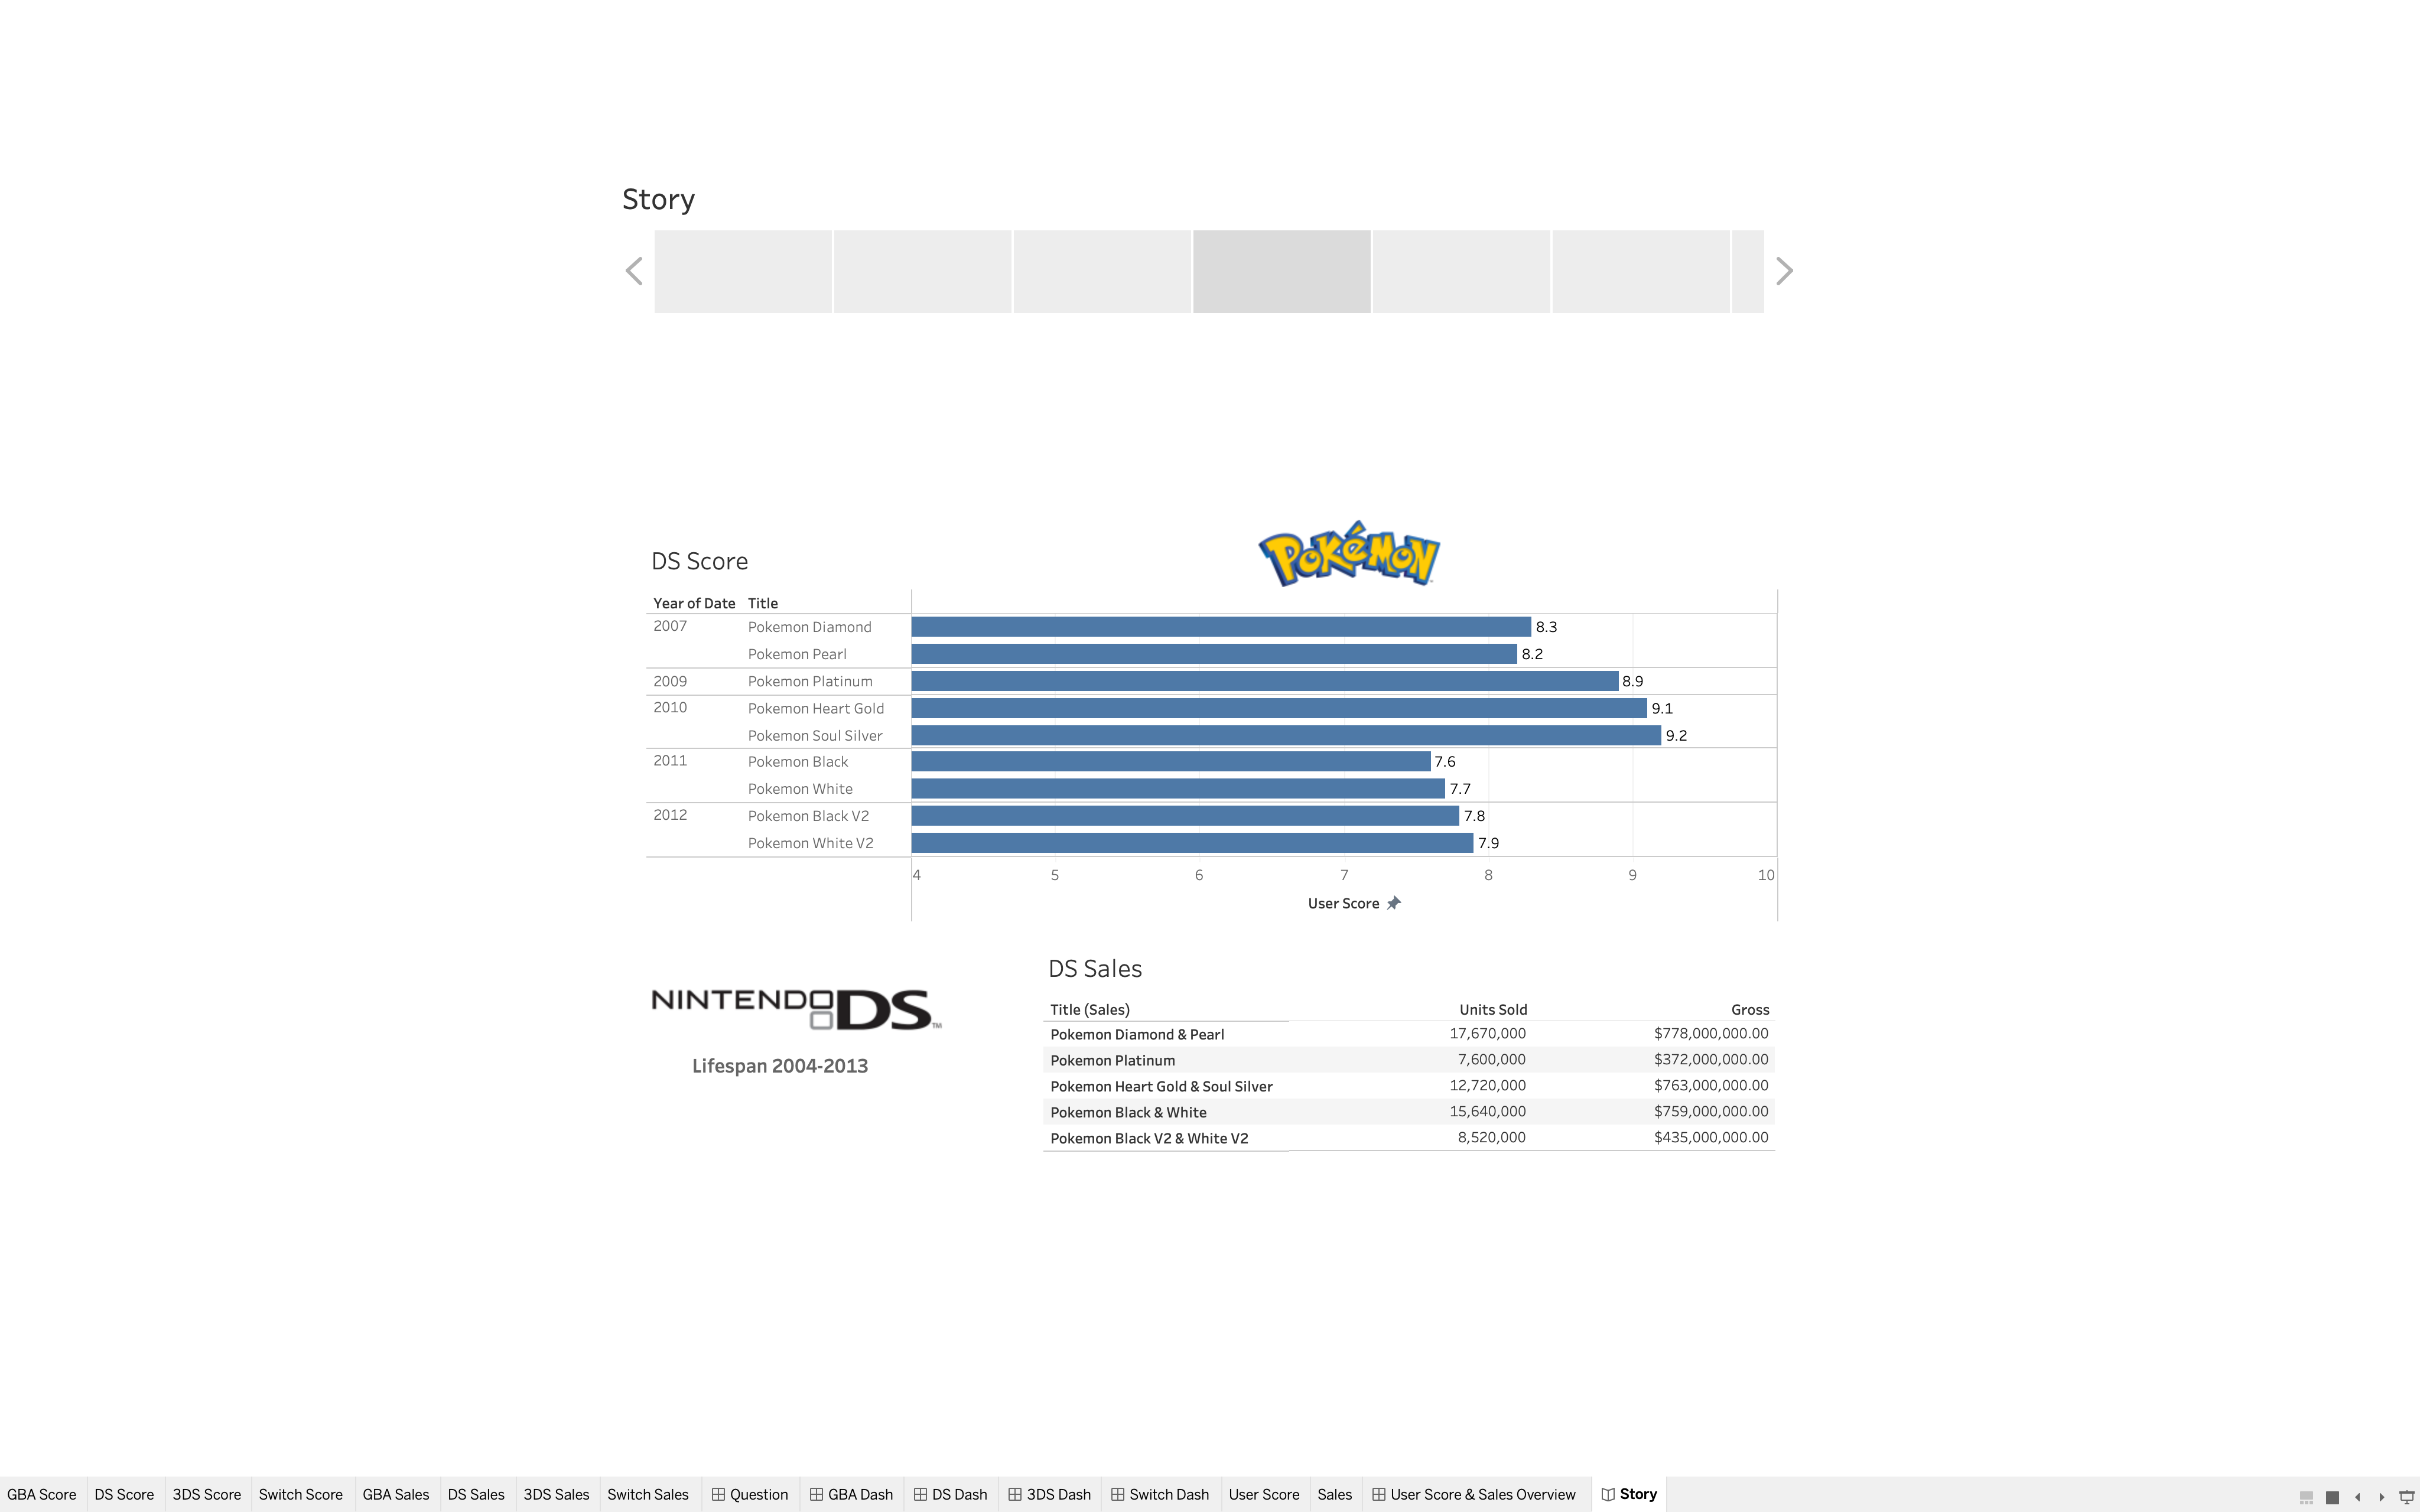 Story
Pokémon
DS Score
Year of Date Title
2007 Pokemon Diamond 8.3
Pokemon Pearl 8.2
2009 Pokemon Platinum 8.9
2010 Pokemon Heart Gold 9.1
Pokemon Soul Silver 9.2
2011 Pokemon Black 7.6
Pokemon White 7.7
2012 Pokemon Black V2 7.8
Pokemon White V2 7.9
4 5 6 7 8 9 10
User Score
NINTENDO DS™
Lifespan 2004-2013
DS Sales
Title (Sales) Units Sold Gross
Pokemon Diamond & Pearl 17,670,000 $778,000,000.00
Pokemon Platinum 7,600,000 $372,000,000.00
Pokemon Heart Gold & Soul Silver 12,720,000 $763,000,000.00
Pokemon Black & White 15,640,000 $759,000,000.00
Pokemon Black V2 & White V2 8,520,000 $435,000,000.00
GBA Score DS Score 3DS Score Switch Score GBA Sales DS Sales 3DS Sales Switch Sales Question GBA Dash DS Dash 3DS Dash Switch Dash User Score Sales User Score & Sales Overview Story